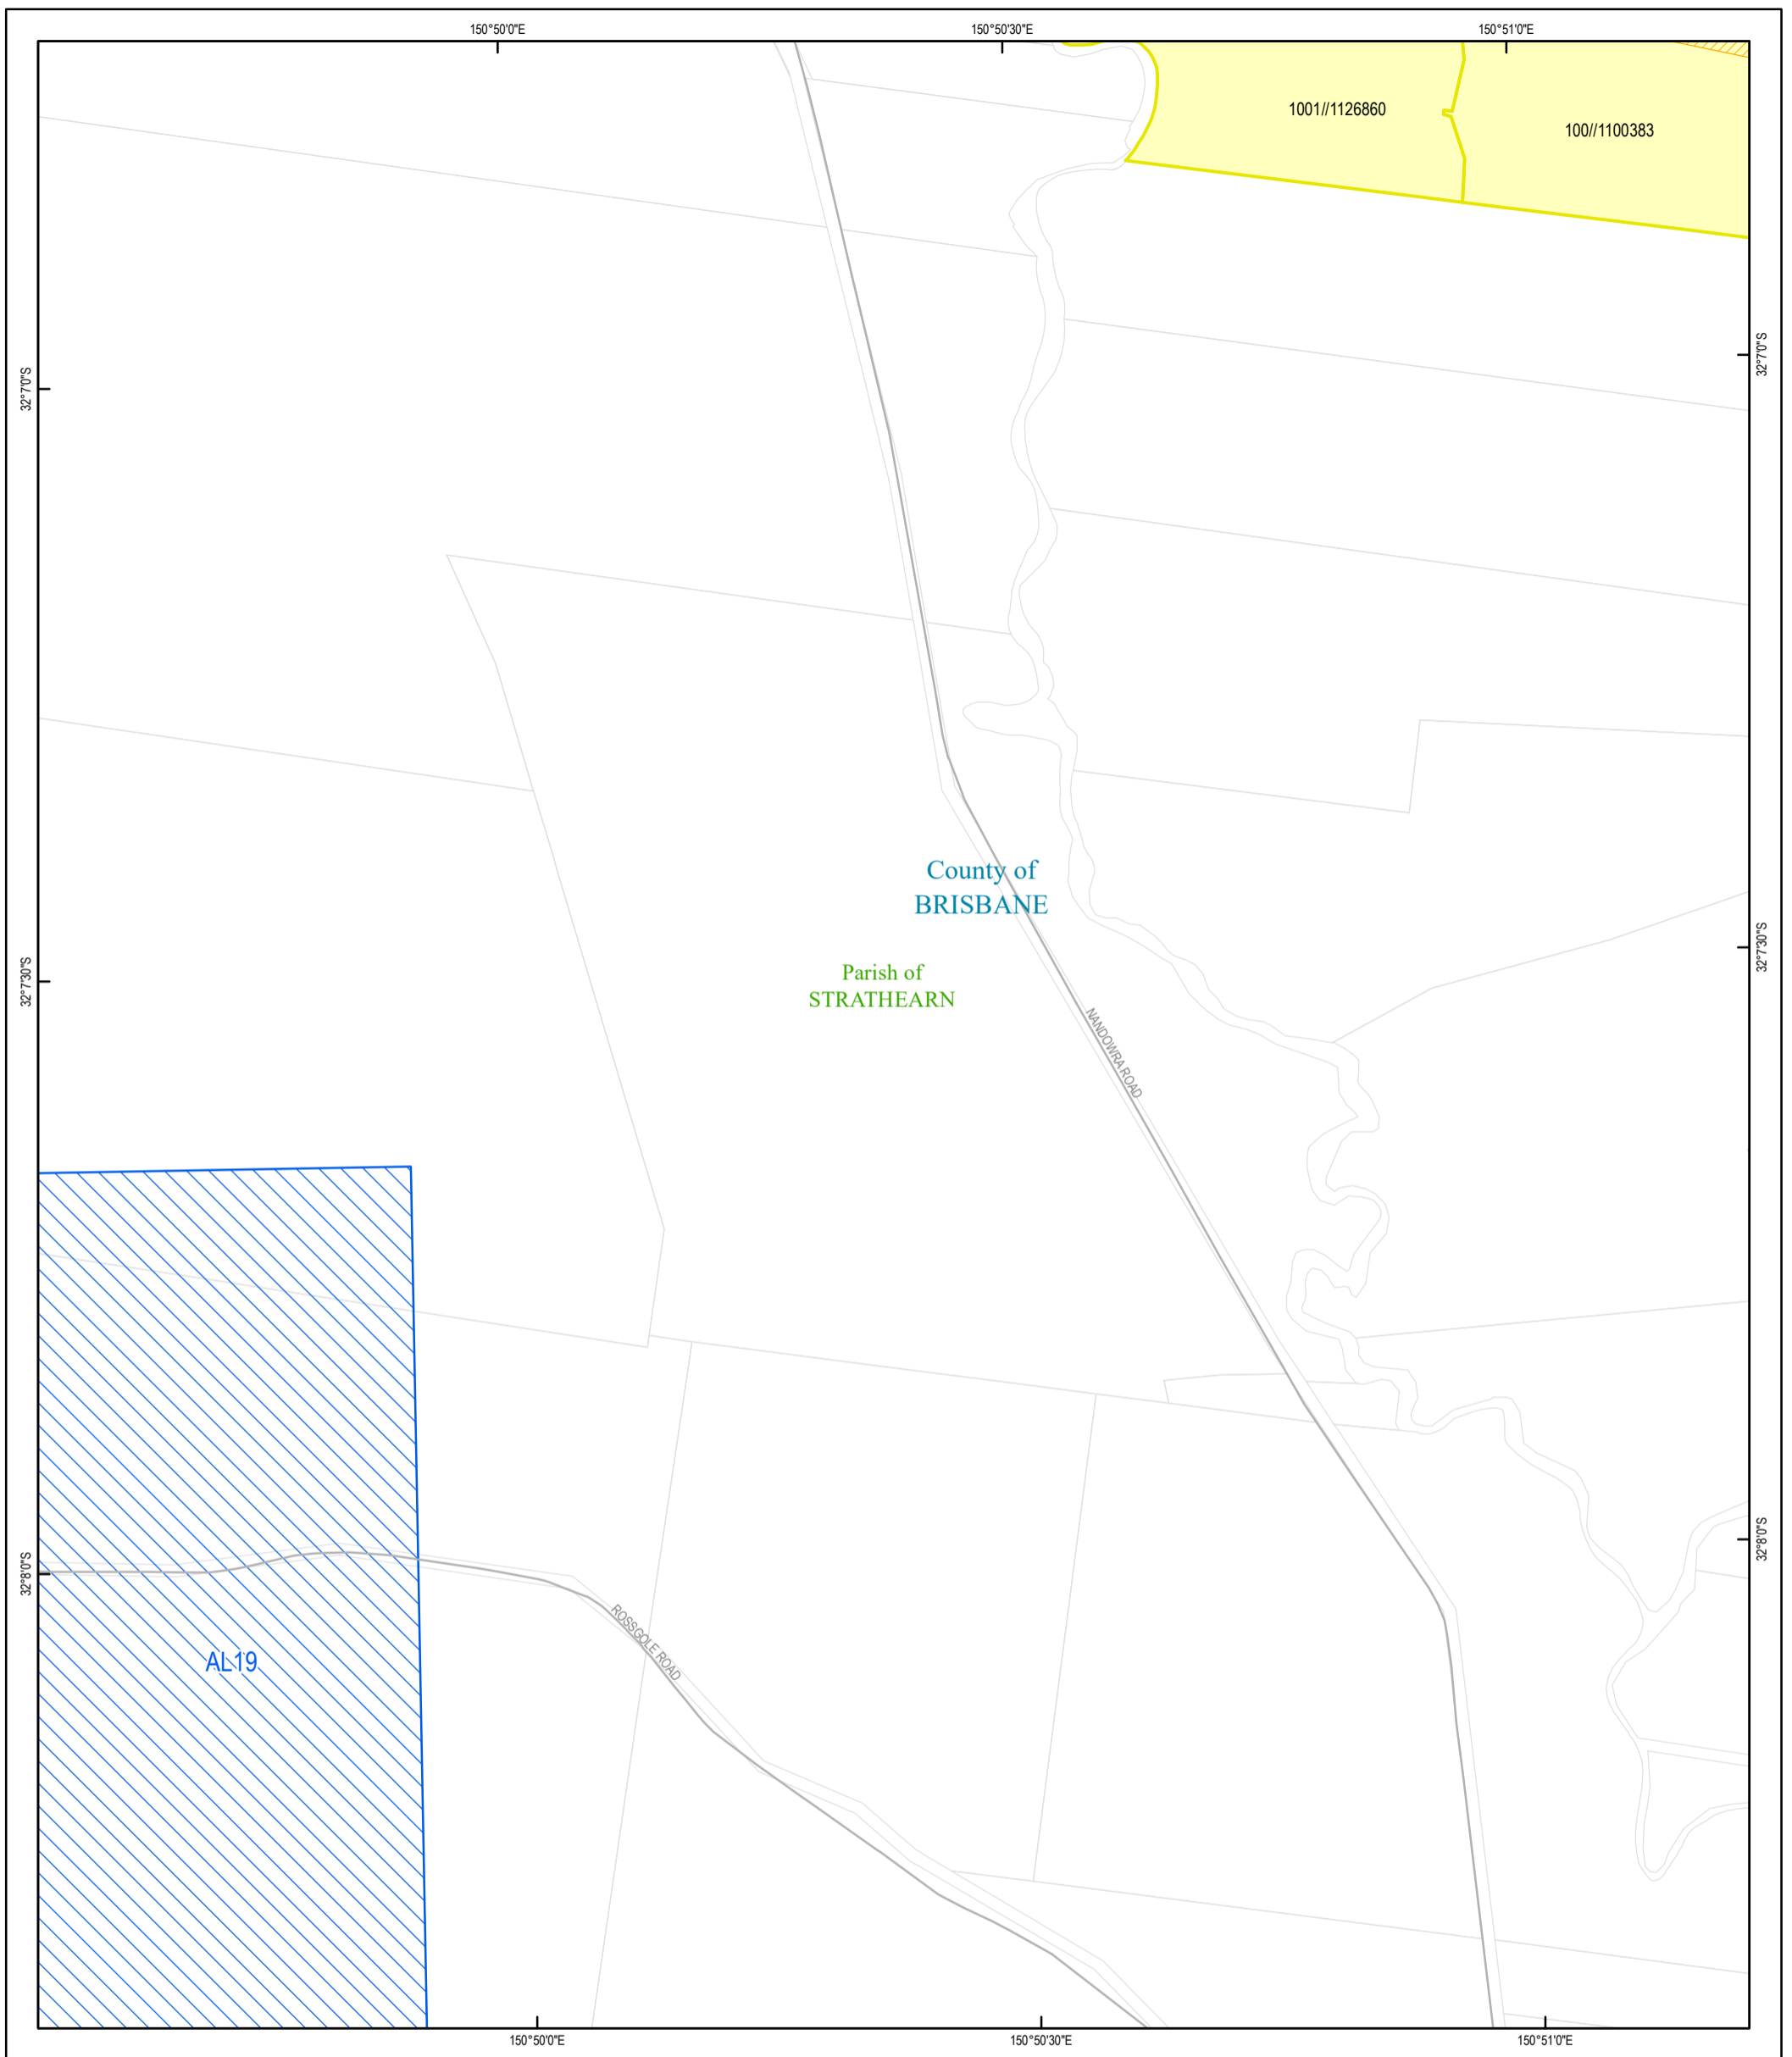 150°50'0"E
150°50'30"E
150°51'0"E
1001//1126860
100//1100383
32°7'0"S
32°7'0"S
County of
BRISBANE
32°7'30"S
32°7'30"S
Parish of
STRATHEARN
NANDOWRA ROAD
32°8'0"S
32°8'0"S
ROSSGOLE ROAD
AL19
150°50'0"E
150°50'30"E
150°51'0"E